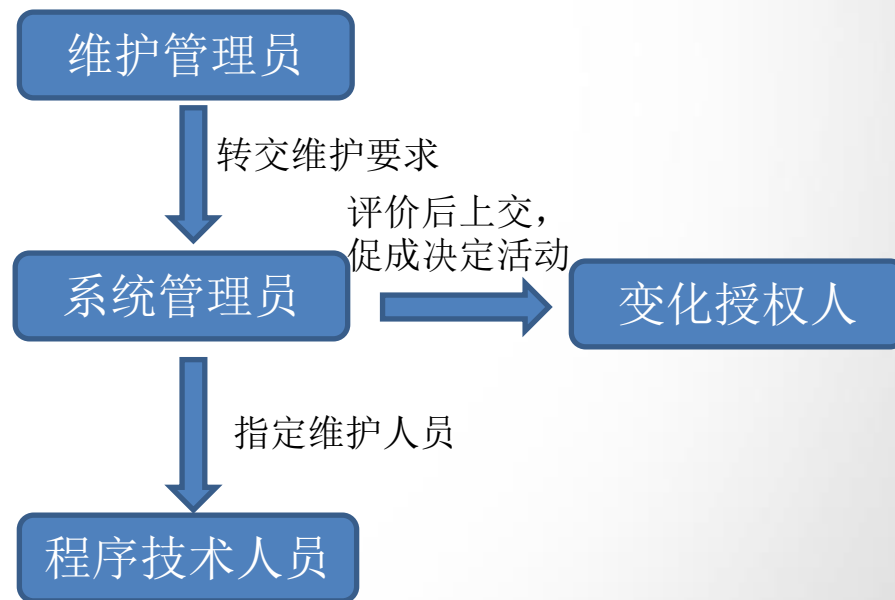 维护管理员
转交维护要求
评价后上交，
促成决定活动
系统管理员
变化授权人
指定维护人员
程序技术人员